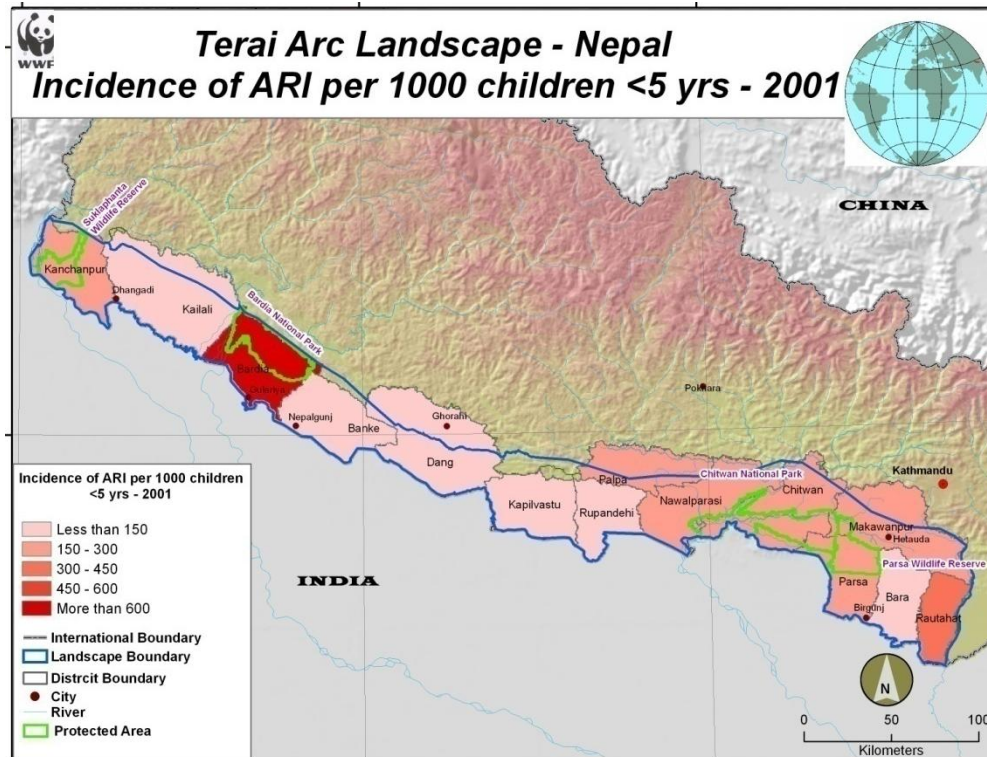 WWF
Terai Arc Landscape - Nepal
Incidence of ARI per 1000 children <5 yrs - 2001
CHINA
Suklaphanta
Wildlife Reserve
Kanchanpur
Dhangadi
Kailali
Bardia National Park
Bardia
Nepalgunj
Banke
Ghorahi
Dang
Pokhara
Kathmandu
Palpa
Chitwan National Park
Kapilvastu
Rupandehi
Nawalparasi
Chitwan
Makawanpur
Hetauda
Parsa Wildlife Reserve
Parsa
Bara
Birgunj
Rautahat
INDIA
Incidence of ARI per 1000 children
<5 yrs - 2001
Less than 150
150 - 300
300 - 450
450 - 600
More than 600
International Boundary
Landscape Boundary
Distrcit Boundary
City
River
Protected Area
N
0 50 100
Kilometers